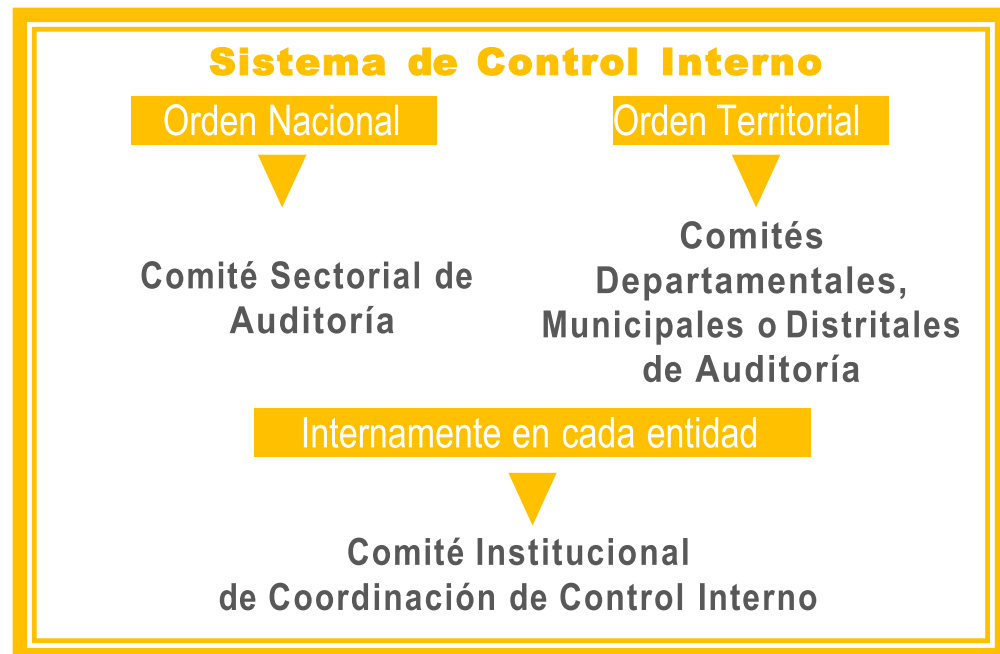 Sistema de Control Interno
Orden Nacional
Orden Territorial
Comité Sectorial de
Auditoría
Comités
Departamentales,
Municipales o Distritales
de Auditoría
Internamente en cada entidad
Comité Institucional
de Coordinación de Control Interno